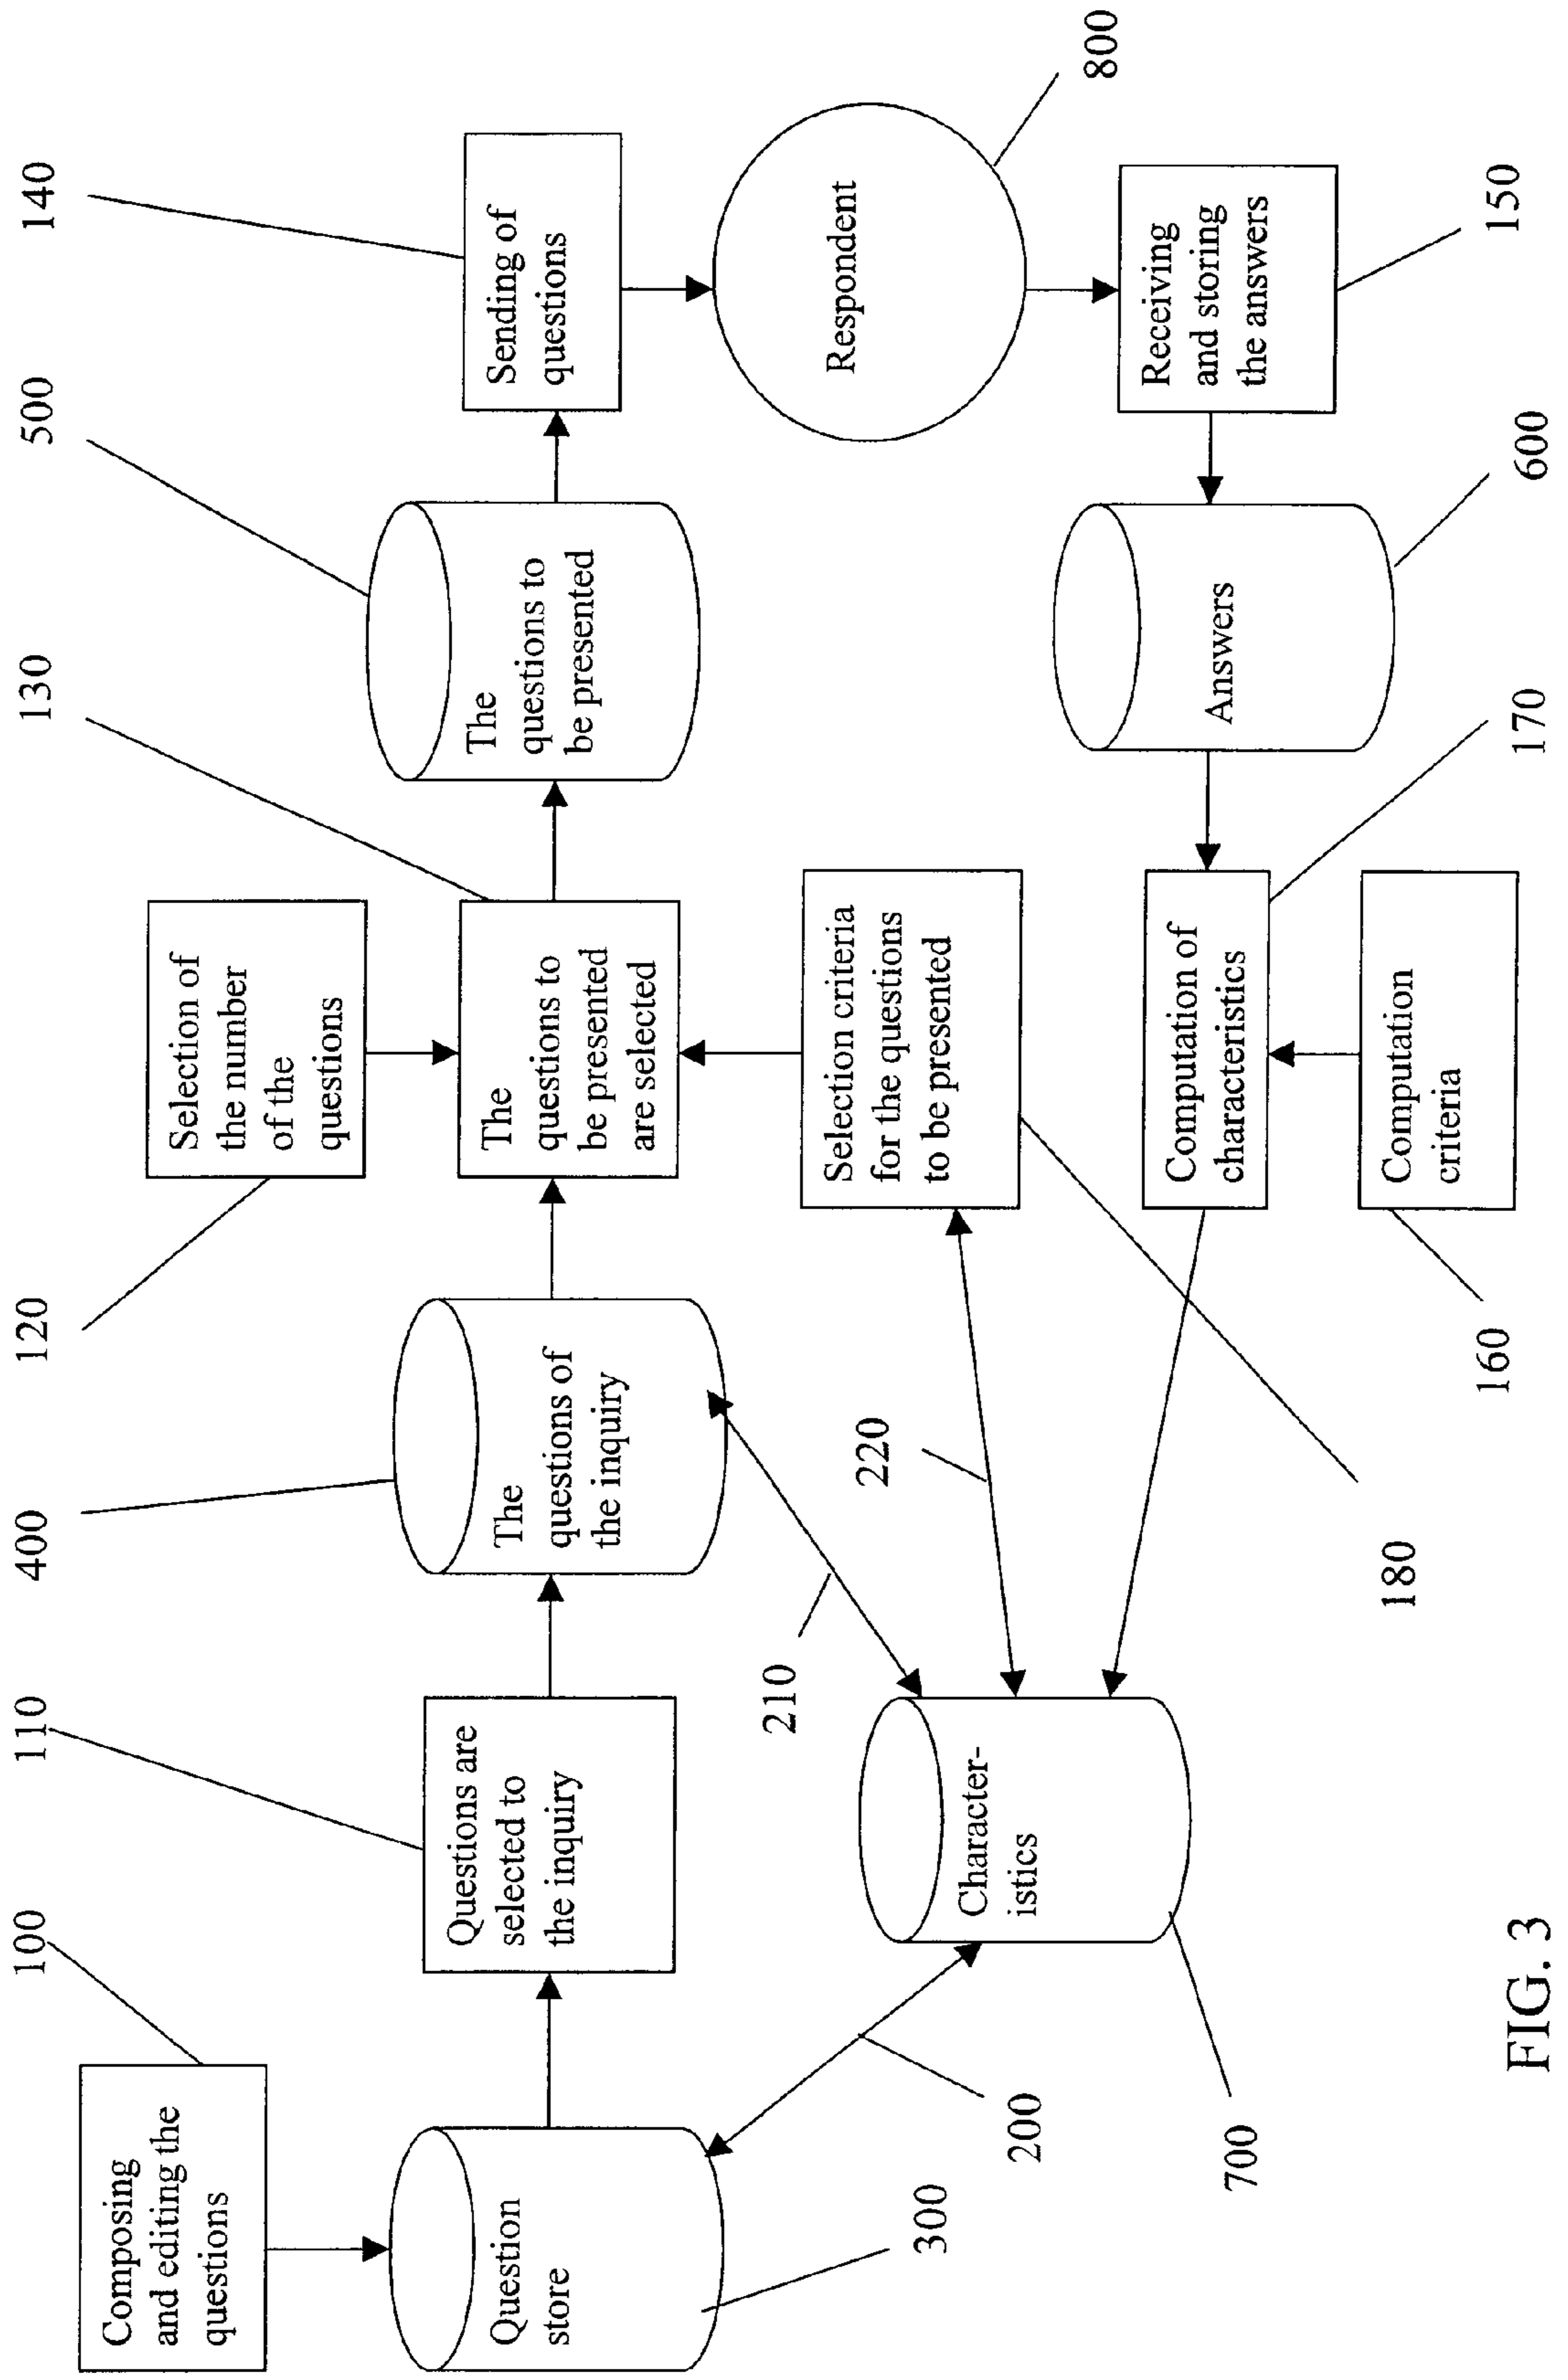 100
110
400
120
130
500
140
Composing
and editing the
questions
Selection of
the number
of the
questions
Question
store
Questions are
selected to
the inquiry
The
questions of
the inquiry
The
questions to
be presented
are selected
The
questions to
be presented
Sending of
questions
300
200
210
220
Character-
istics
Selection criteria
for the questions
to be presented
Respondent
800
700
180
Computation of
characteristics
Answers
Receiving
and storing
the answers
Computation
criteria
160
170
600
150
FIG. 3